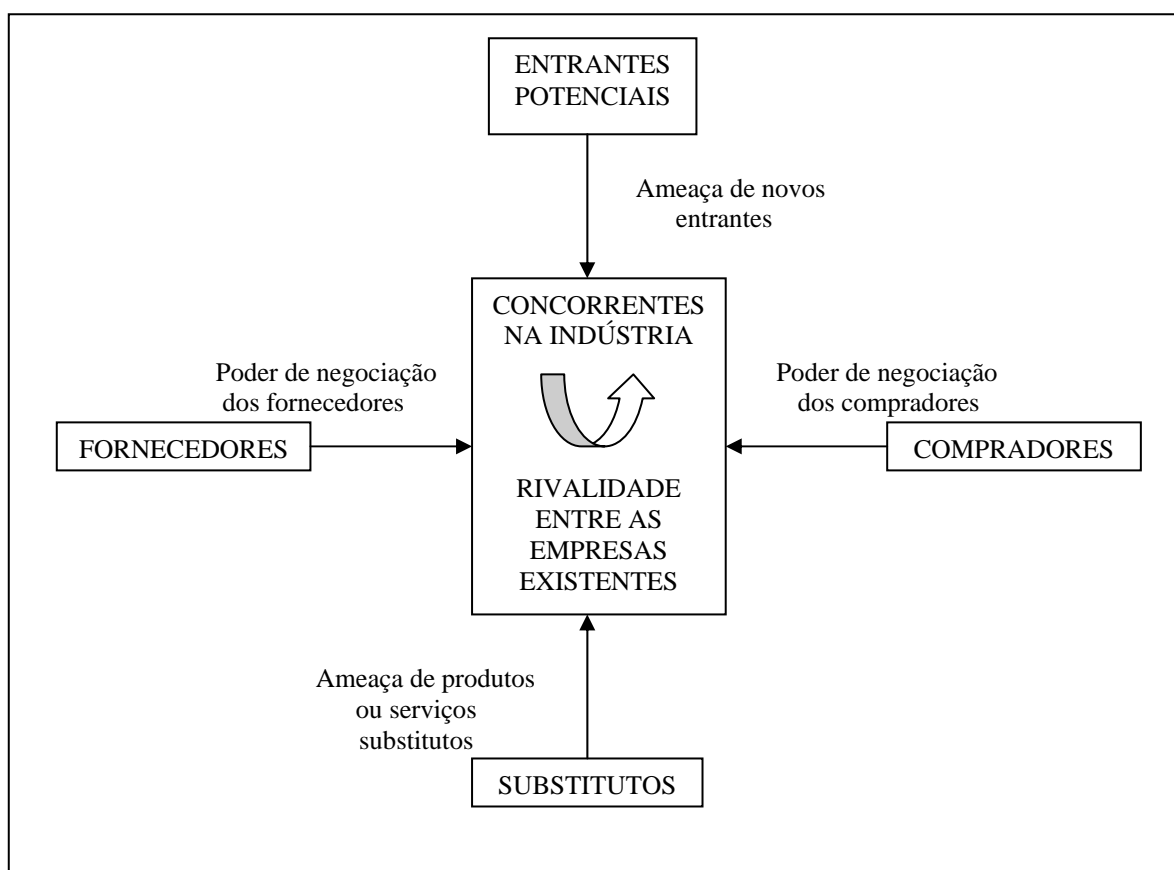 ENTRANTES
POTENCIAIS
Ameaça de novos
entrantes
CONCORRENTES
NA INDÚSTRIA
Poder de negociação
dos fornecedores
Poder de negociação
dos compradores
FORNECEDORES
COMPRADORES
RIVALIDADE
ENTRE AS
EMPRESAS
EXISTENTES
Ameaça de produtos
ou serviços
substitutos
SUBSTITUTOS